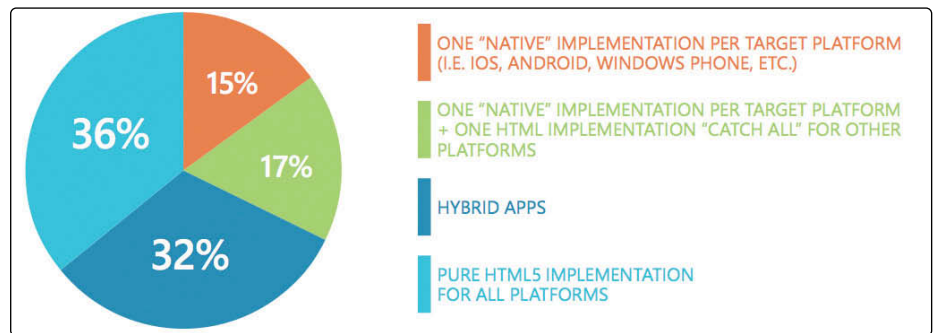 15%
17%
32%
36%
ONE “NATIVE” IMPLEMENTATION PER TARGET PLATFORM
(I.E. IOS, ANDROID, WINDOWS PHONE, ETC.)
ONE “NATIVE” IMPLEMENTATION PER TARGET PLATFORM
+ ONE HTML IMPLEMENTATION “CATCH ALL” FOR OTHER
PLATFORMS
HYBRID APPS
PURE HTML5 IMPLEMENTATION
FOR ALL PLATFORMS